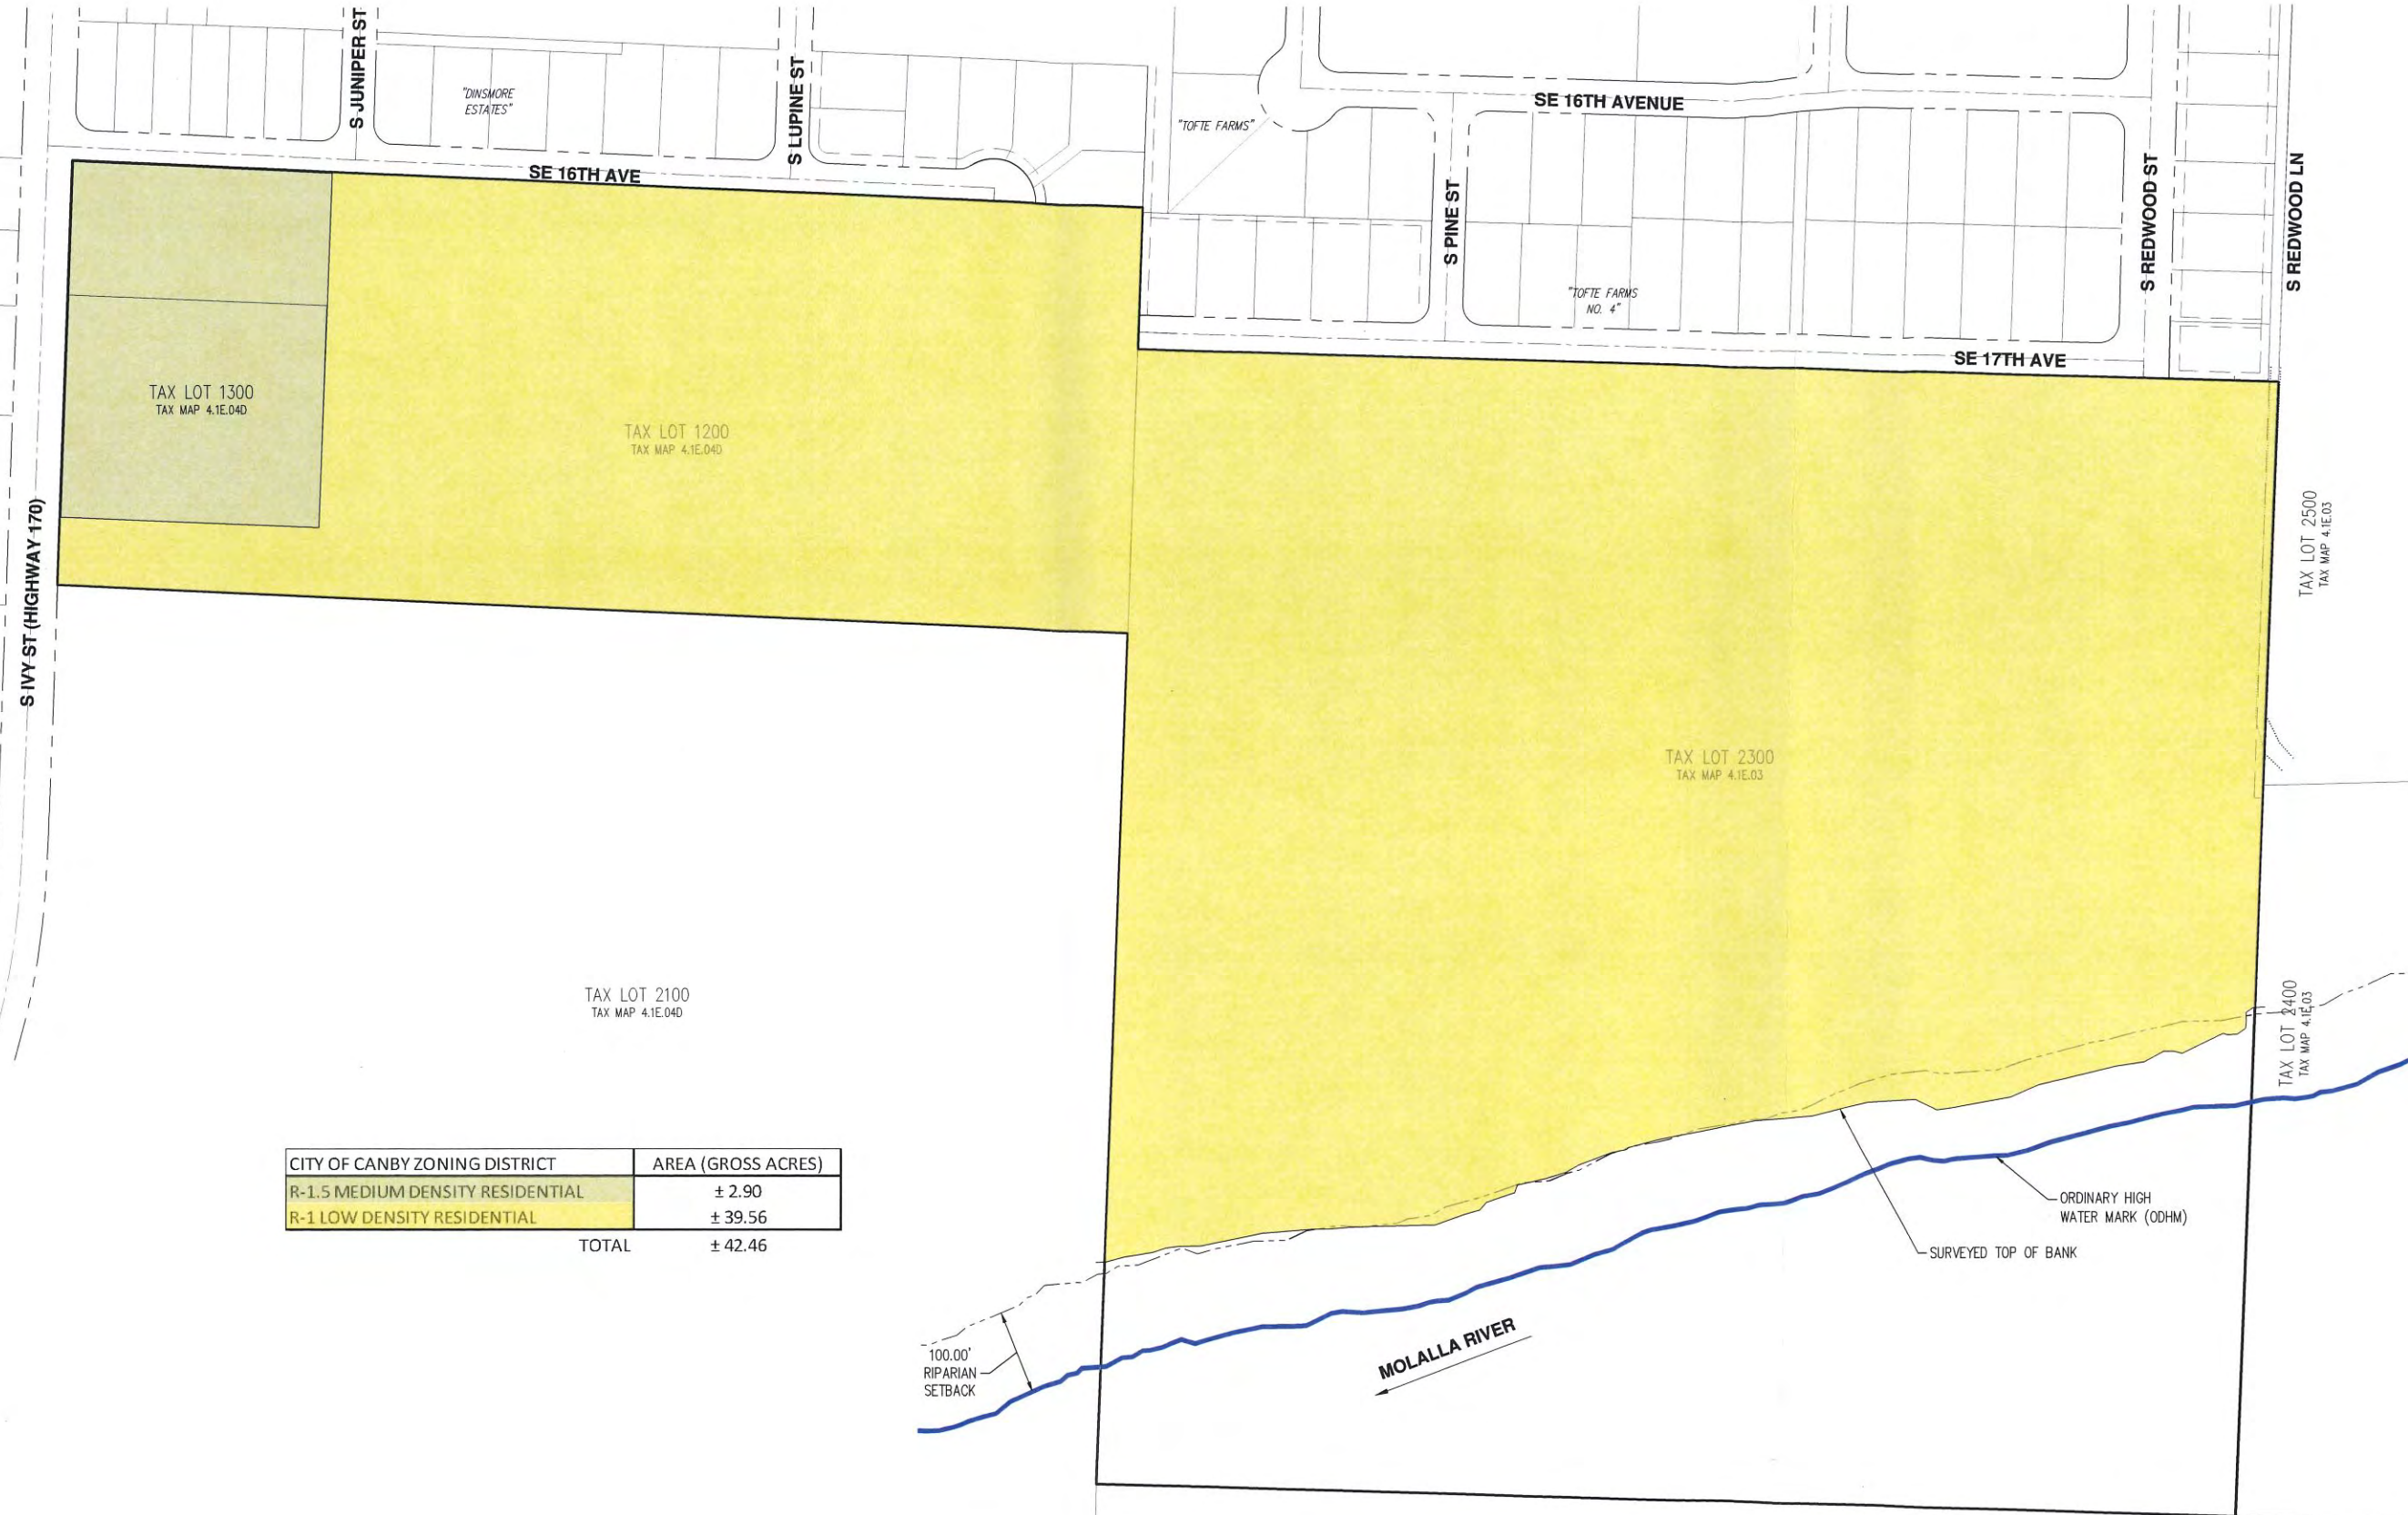 S JUNIPER ST
"DINSMORE
ESTATES"
S LUPINE ST
"TOFTE FARMS"
SE 16TH AVENUE
SE 16TH AVE
S PINE ST
S REDWOOD ST
S REDWOOD LN
"TOFTE FARMS
NO. 4"
SE 17TH AVE
TAX LOT 1300
TAX MAP 4.1E.04D
TAX LOT 1200
TAX MAP 4.1E.04D
S IVY ST (HIGHWAY 170)
TAX LOT 2500
TAX MAP 4.1E.03
TAX LOT 2300
TAX MAP 4.1E.03
TAX LOT 2100
TAX MAP 4.1E.04D
TAX LOT 2400
TAX MAP 4.1E.03
CITY OF CANBY ZONING DISTRICT AREA (GROSS ACRES)
R-1.5 MEDIUM DENSITY RESIDENTIAL ± 2.90
R-1 LOW DENSITY RESIDENTIAL ± 39.56
TOTAL ± 42.46
ORDINARY HIGH
WATER MARK (ODHM)
SURVEYED TOP OF BANK
100.00'
RIPARIAN
SETBACK
MOLALLA RIVER